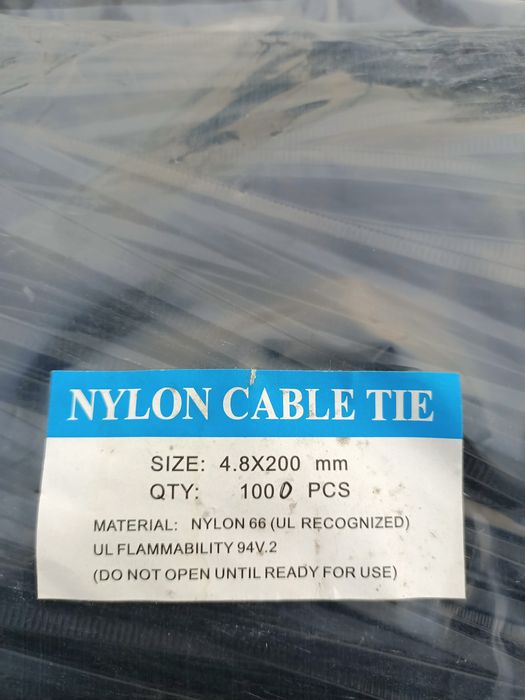 NYLON CABLE TIE
SIZE: 4.8X200 mm
QTY: 1000 PCS
MATERIAL: NYLON 66 (UL RECOGNIZED)
UL FLAMMABILITY 94V.2
(DO NOT OPEN UNTIL READY FOR USE)